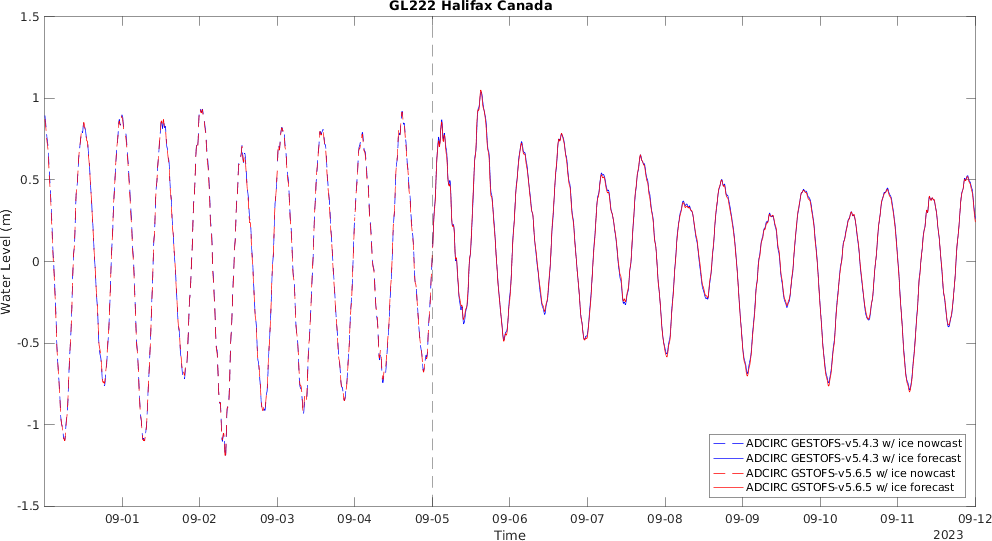 GL222 Halifax Canada
1.5
1
0.5
0
-0.5
-1
-1.5
Water Level (m)
09-01 09-02 09-03 09-04 09-05 09-06 09-07 09-08 09-09 09-10 09-11 09-12
Time
2023
ADCIRC GESTOFS-v5.4.3 w/ ice nowcast
ADCIRC GESTOFS-v5.4.3 w/ ice forecast
ADCIRC GSTOFS-v5.6.5 w/ ice nowcast
ADCIRC GSTOFS-v5.6.5 w/ ice forecast